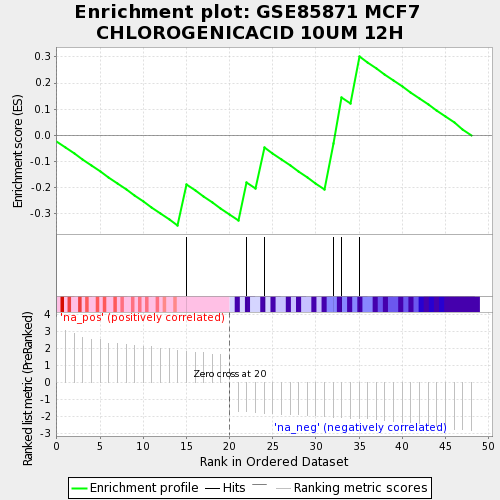 Enrichment plot: GSE85871 MCF7
CHLOROGENICACID 10UM 12H
Enrichment score (ES)
0.3
0.2
0.1
0.0
-0.1
-0.2
-0.3
'na_pos' (positively correlated)
Zero cross at 20
'na_neg' (negatively correlated)
Ranked list metric (PreRanked)
4
3
2
1
0
-1
-2
-3
0 5 10 15 20 25 30 35 40 45 50
Rank in Ordered Dataset
Enrichment profile Hits Ranking metric scores